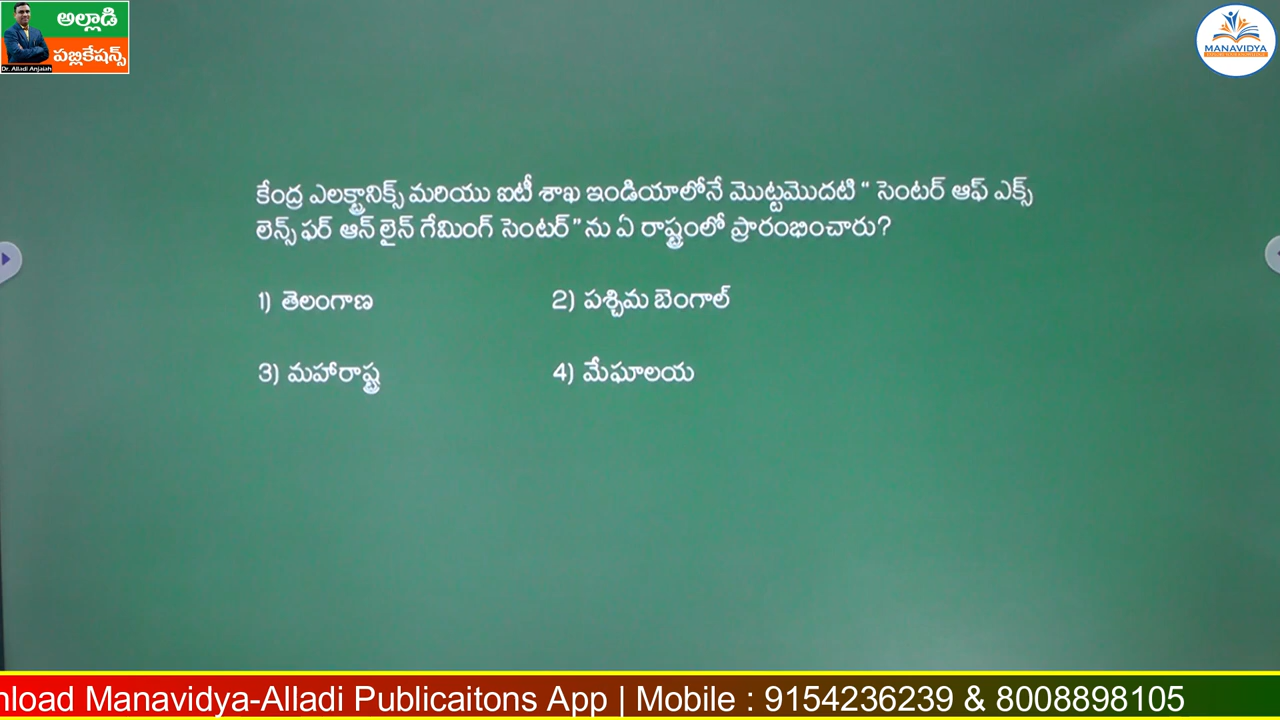 అల్లాడి
పబ్లికేషన్స్
Dr. Alladi Anjaiah
MANAVIDYA
కేంద్ర ఎలక్ట్రానిక్స్ మరియు ఐటీ శాఖ ఇండియాలోనే మొట్టమొదటి “ సెంటర్ ఆఫ్ ఎక్స్
లెన్స్ ఫర్ ఆన్ లైన్ గేమింగ్ సెంటర్ ” ను ఏ రాష్ట్రంలో ప్రారంభించారు?
1) తెలంగాణ 2) పశ్చిమ బెంగాల్
3) మహారాష్ట్ర 4) మేఘాలయ
nload Manavidya-Alladi Publicaitons App | Mobile : 9154236239 & 8008898105